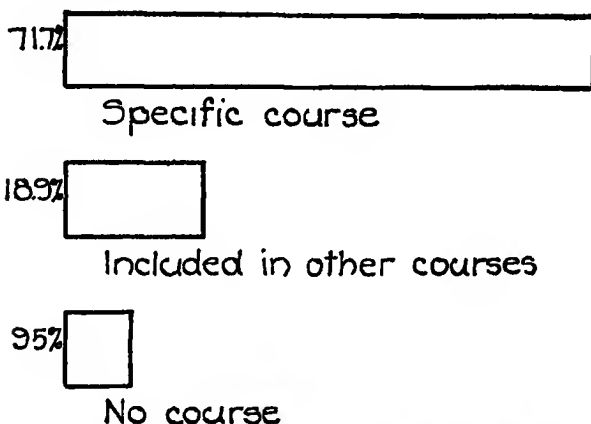 71.7%
Specific course
18.9%
Included in other courses
9.5%
No course